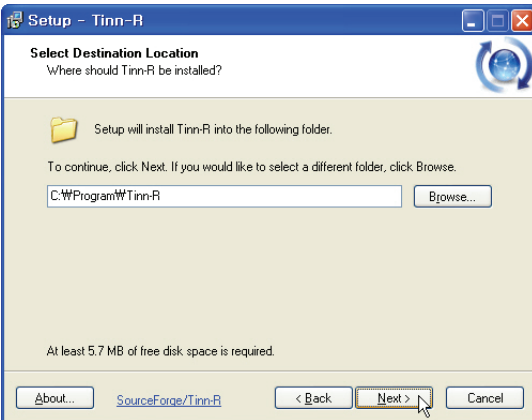 Setup - Tinn-R
Select Destination Location
Where should Tinn-R be installed?
Setup will install Tinn-R into the following folder.
To continue, click Next. If you would like to select a different folder, click Browse.
C:₩Program₩Tinn-R
Browse...
At least 5.7 MB of free disk space is required.
About...
SourceForge/Tinn-R
< Back
Next >
Cancel